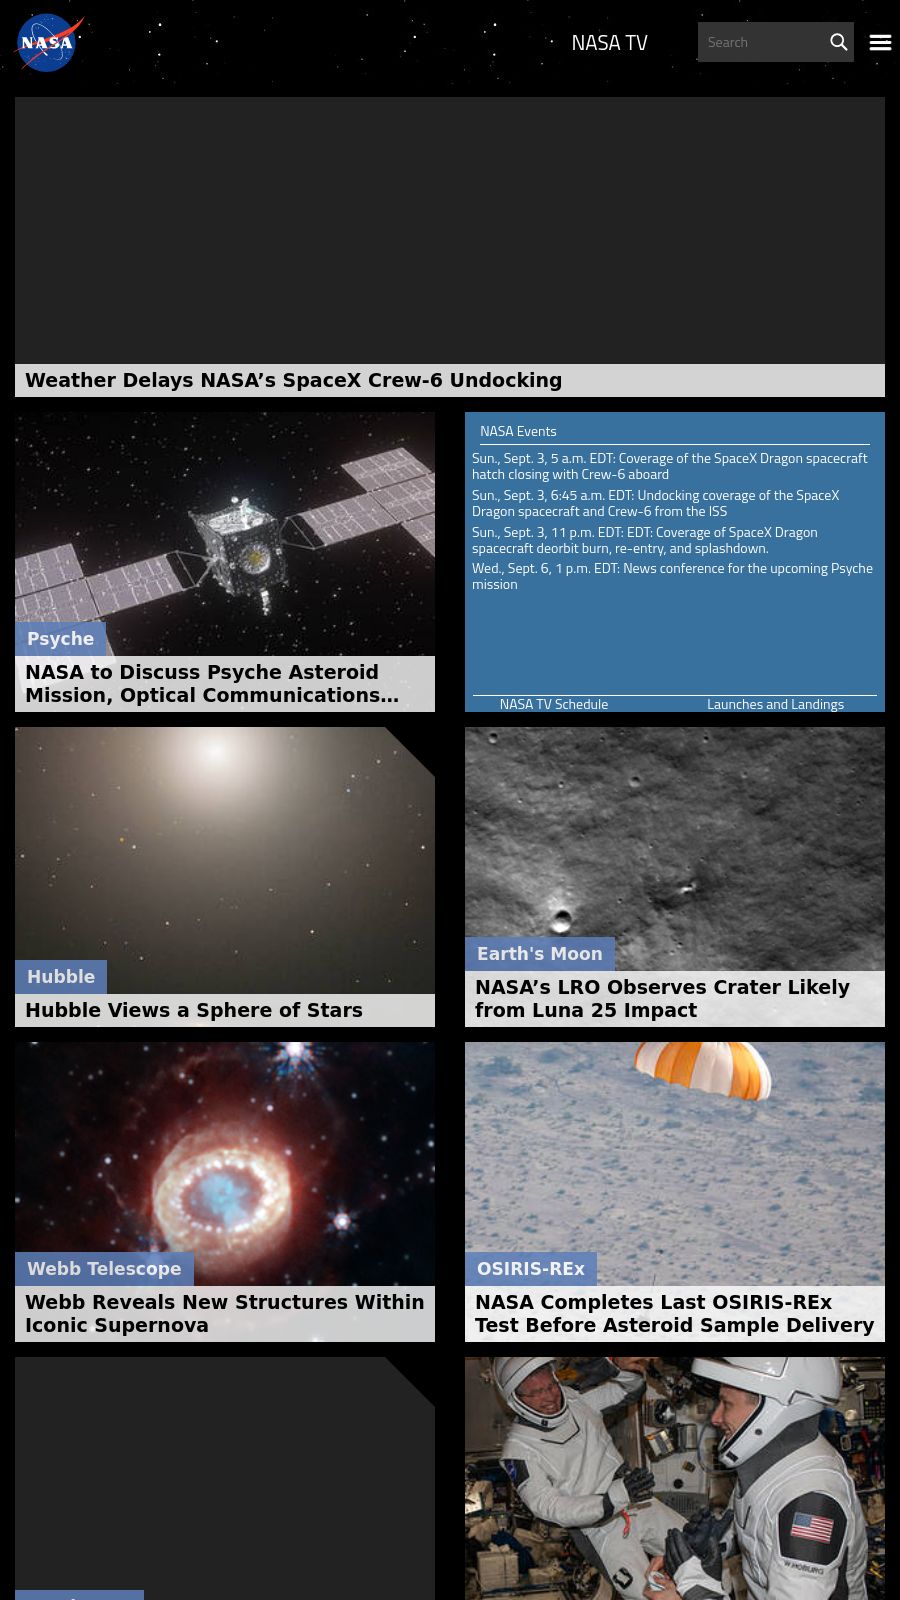 NASA
NASA TV
Search
Weather Delays NASA’s SpaceX Crew-6 Undocking
Psyche
NASA to Discuss Psyche Asteroid
Mission, Optical Communications…
NASA Events
Sun., Sept. 3, 5 a.m. EDT: Coverage of the SpaceX Dragon spacecraft
hatch closing with Crew-6 aboard
Sun., Sept. 3, 6:45 a.m. EDT: Undocking coverage of the SpaceX
Dragon spacecraft and Crew-6 from the ISS
Sun., Sept. 3, 11 p.m. EDT: EDT: Coverage of SpaceX Dragon
spacecraft deorbit burn, re-entry, and splashdown.
Wed., Sept. 6, 1 p.m. EDT: News conference for the upcoming Psyche
mission
NASA TV Schedule
Launches and Landings
Hubble
Hubble Views a Sphere of Stars
Earth's Moon
NASA’s LRO Observes Crater Likely
from Luna 25 Impact
Webb Telescope
Webb Reveals New Structures Within
Iconic Supernova
OSIRIS-REx
NASA Completes Last OSIRIS-REx
Test Before Asteroid Sample Delivery
W. HOBURG